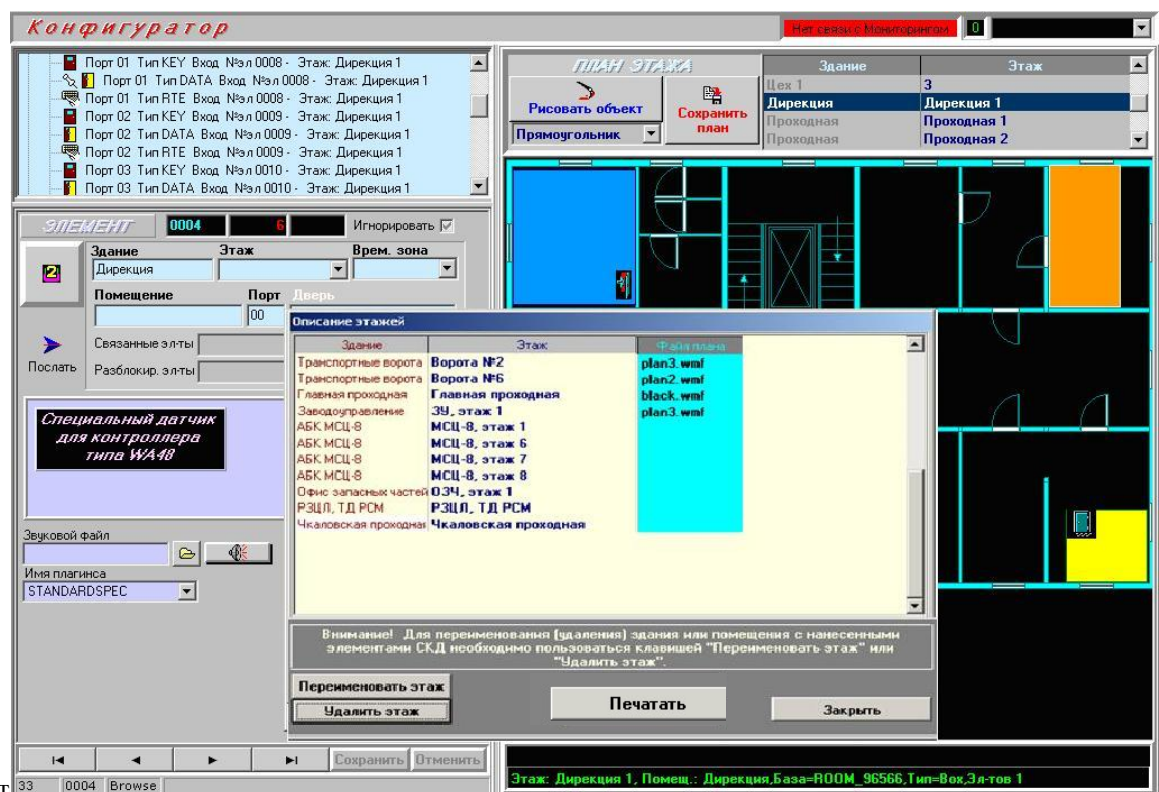 Конфигуратор
Нет связи с Мониторингом 0
Порт 01 Тип KEY Вход №эл 0008 - Этаж: Дирекция 1
Порт 01 Тип DATA Вход №эл 0008 - Этаж: Дирекция 1
Порт 01 Тип RTE Вход №эл 0008 - Этаж: Дирекция 1
Порт 02 Тип KEY Вход №эл 0009 - Этаж: Дирекция 1
Порт 02 Тип DATA Вход №эл 0009 - Этаж: Дирекция 1
Порт 02 Тип RTE Вход №эл 0009 - Этаж: Дирекция 1
Порт 03 Тип KEY Вход №эл 0010 - Этаж: Дирекция 1
Порт 03 Тип DATA Вход №эл 0010 - Этаж: Дирекция 1
ПЛАН ЭТАЖА
Рисовать объект
Прямоугольник
Сохранить
план
Здание Этаж
Цех 1 3
Дирекция Дирекция 1
Проходная Проходная 1
Проходная Проходная 2
ЭЛЕМЕНТ 0004 6 Игнорировать
Здание Этаж Врем. зона
Дирекция
Помещение Порт Дверь
00
Связанные эл-ты
Послать
Разблокир. эл-ты
Специальный датчик
для контроллера
типа WA48
Звуковой файл
Имя плагинса
STANDARDSPEC
Описание этажей
Здание Этаж Файл плана
Транспортные ворота Ворота №2 plan3.wmf
Транспортные ворота Ворота №6 plan2.wmf
Главная проходная Главная проходная black.wmf
Заводоуправление ЗУ, этаж 1 plan3.wmf
АБК МСЦ-8 МСЦ-8, этаж 1
АБК МСЦ-8 МСЦ-8, этаж 6
АБК МСЦ-8 МСЦ-8, этаж 7
АБК МСЦ-8 МСЦ-8, этаж 8
Офис запасных частей ОЗЧ, этаж 1
РЗЦЛ, ТД РСМ РЗЦЛ, ТД РСМ
Чкаловская проходная Чкаловская проходная
Внимание! Для переименования (удаления) здания или помещения с нанесенными
элементами СКД необходимо пользоваться клавишей "Переименовать этаж" или
"Удалить этаж".
Переименовать этаж
Удалить этаж
Печатать
Закрыть
Сохранить Отменить
т 33 0004 Browse
Этаж: Дирекция 1, Помещ.: Дирекция,База=ROOM_96566,Тип=Box,Эл-тов 1